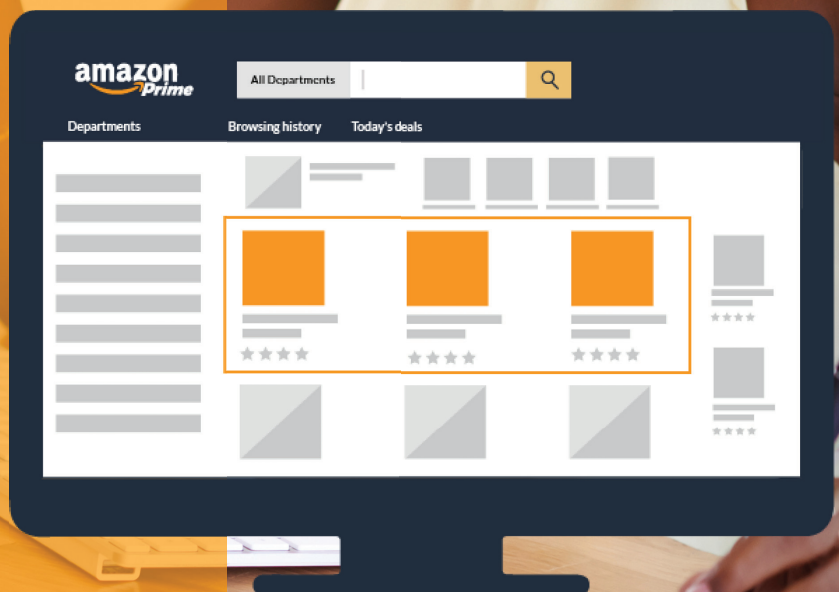 amazon
Prime
All Departments
Departments
Browsing history
Today's deals